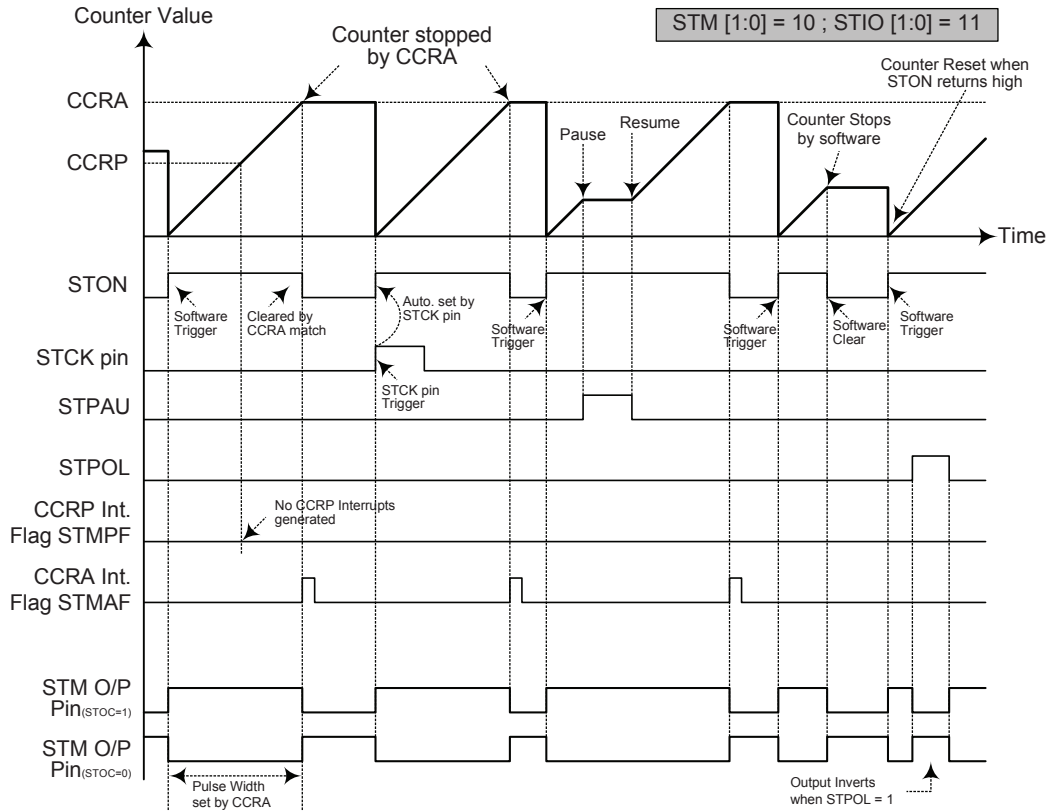 Counter Value
STM [1:0] = 10 ; STIO [1:0] = 11
Counter stopped
by CCRA
Counter Reset when
STON returns high
CCRA
Counter Stops
by software
Pause
Resume
CCRP
Time
STON
Software
Trigger
Cleared by
CCRA match
Auto. set by
STCK pin
Software
Trigger
Software
Trigger
Software
Clear
Software
Trigger
STCK pin
STCK pin
Trigger
STPAU
STPOL
CCRP Int.
Flag STMPF
No CCRP Interrupts
generated
CCRA Int.
Flag STMAF
STM O/P
Pin(STOC=1)
STM O/P
Pin(STOC=0)
Pulse Width
set by CCRA
Output Inverts
when STPOL = 1